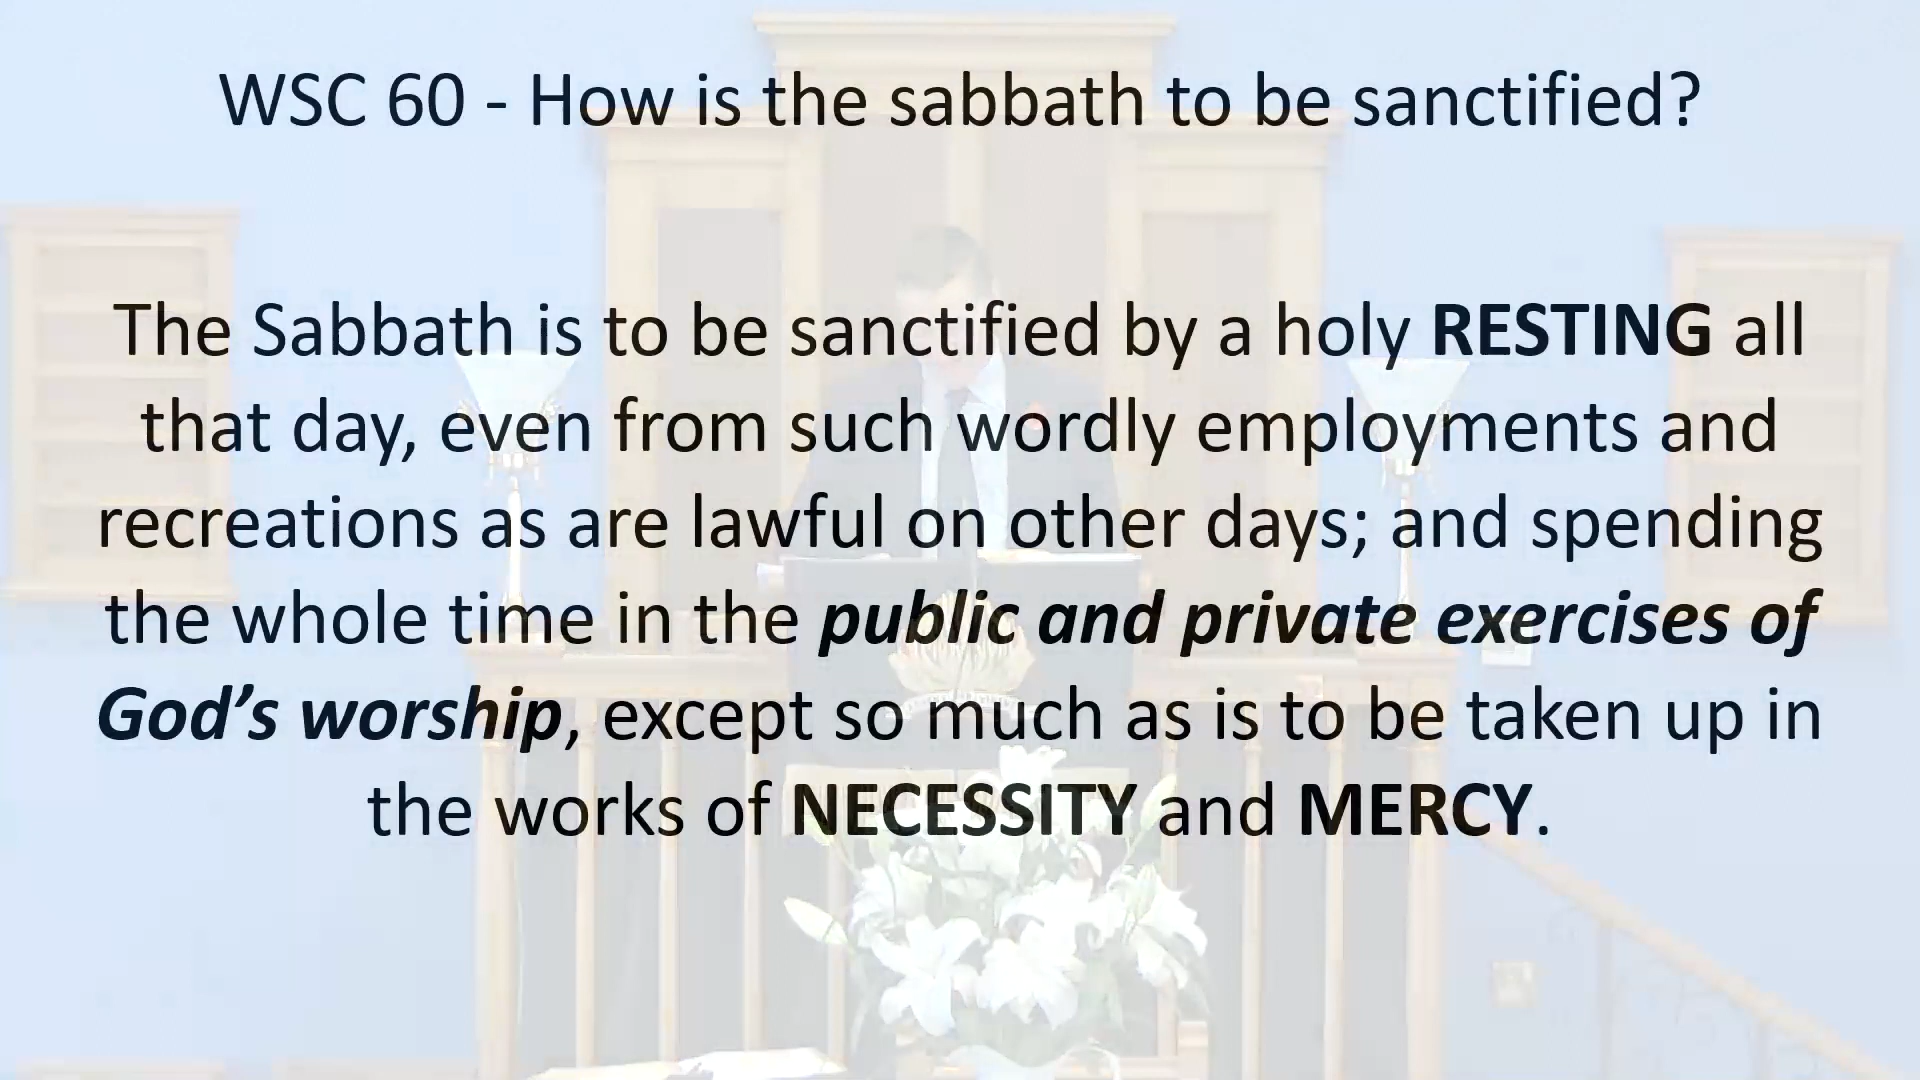 WSC 60 - How is the sabbath to be sanctified?
The Sabbath is to be sanctified by a holy RESTING all
that day, even from such wordly employments and
recreations as are lawful on other days; and spending
the whole time in the public and private exercises of
God’s worship, except so much as is to be taken up in
the works of NECESSITY and MERCY.